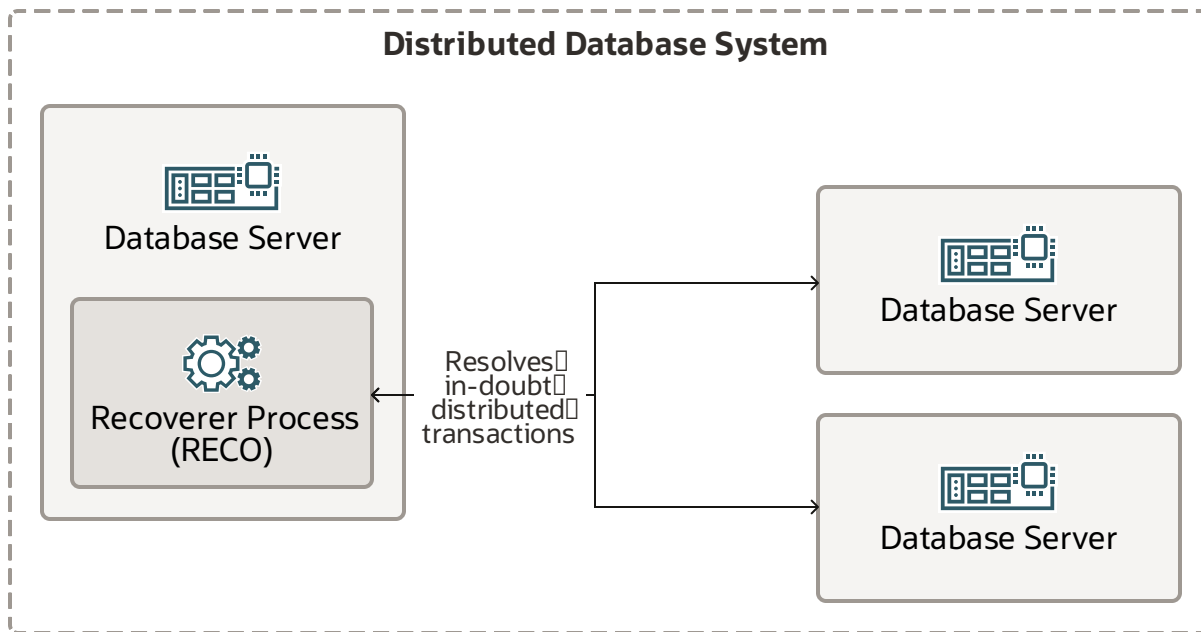 Distributed Database System
Database Server
Recoverer Process
(RECO)
Resolves
in-doubt
distributed
transactions
Database Server
Database Server